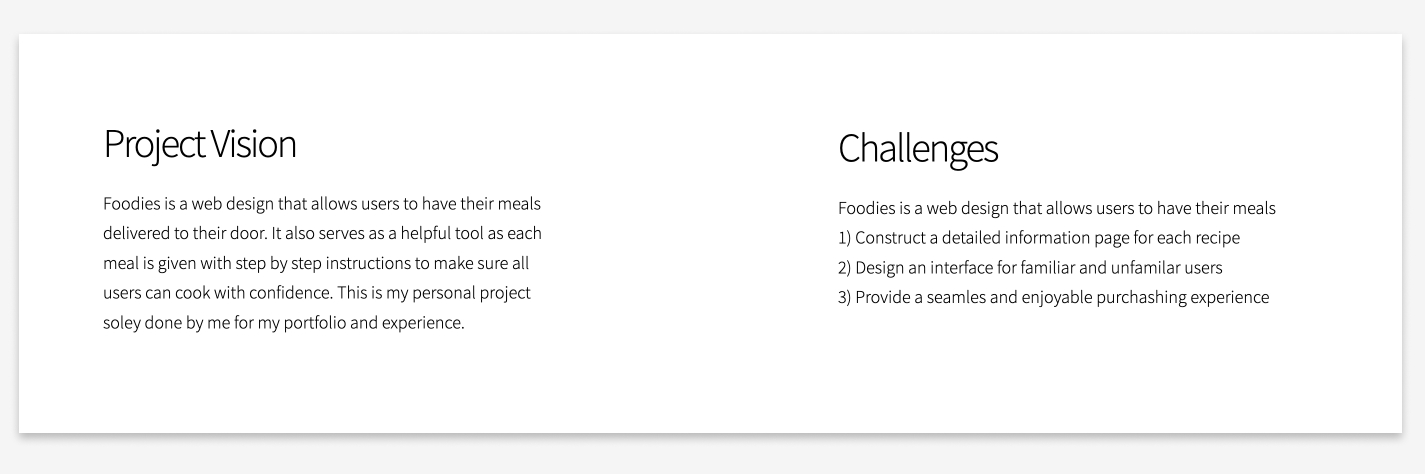 Project Vision
Foodies is a web design that allows users to have their meals
delivered to their door. It also serves as a helpful tool as each
meal is given with step by step instructions to make sure all
users can cook with confidence. This is my personal project
soley done by me for my portfolio and experience.
Challenges
Foodies is a web design that allows users to have their meals
1) Construct a detailed information page for each recipe
2) Design an interface for familiar and unfamilar users
3) Provide a seamles and enjoyable purchashing experience